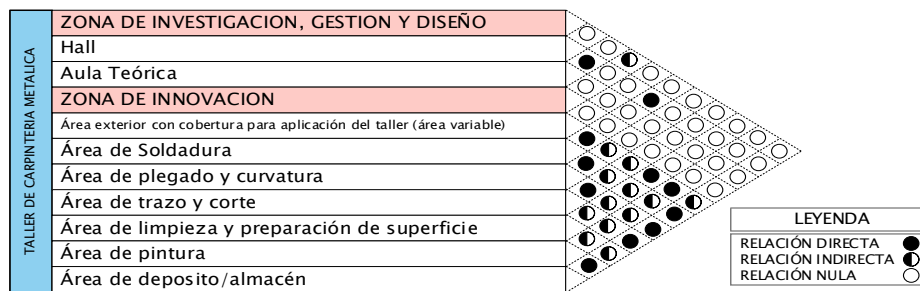 TALLER DE CARPINTERIA METALICA
ZONA DE INVESTIGACION, GESTION Y DISEÑO
Hall
Aula Teórica
ZONA DE INNOVACION
Área exterior con cobertura para aplicación del taller (área variable)
Área de Soldadura
Área de plegado y curvatura
Área de trazo y corte
Área de limpieza y preparación de superficie
Área de pintura
Área de deposito/almacén
LEYENDA
RELACIÓN DIRECTA
RELACIÓN INDIRECTA
RELACIÓN NULA